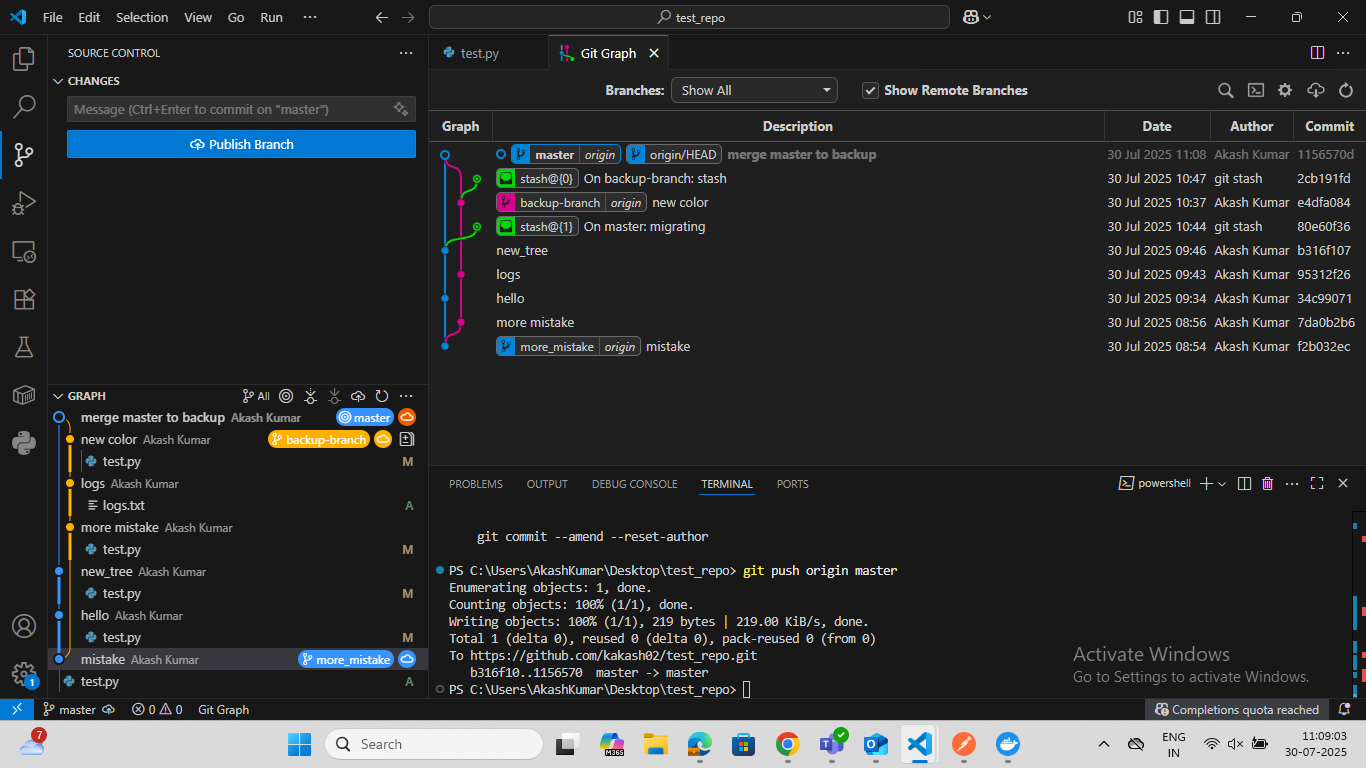 File Edit Selection View Go Run ··· test_repo
SOURCE CONTROL ···
CHANGES
Message (Ctrl+Enter to commit on "master")
Publish Branch
GRAPH All ···
merge master to backup Akash Kumar master
new color Akash Kumar backup-branch
test.py M
logs Akash Kumar
logs.txt A
more mistake Akash Kumar
test.py M
new_tree Akash Kumar
test.py M
hello Akash Kumar
test.py M
mistake Akash Kumar more_mistake
test.py A
1
test.py Git Graph ···
Branches: Show All Show Remote Branches
Graph Description Date Author Commit
master origin origin/HEAD merge master to backup 30 Jul 2025 11:08 Akash Kumar 1156570d
stash@{0} On backup-branch: stash 30 Jul 2025 10:47 git stash 2cb191fd
backup-branch origin new color 30 Jul 2025 10:37 Akash Kumar e4dfa084
stash@{1} On master: migrating 30 Jul 2025 10:44 git stash 80e60f36
new_tree 30 Jul 2025 09:46 Akash Kumar b316f107
logs 30 Jul 2025 09:43 Akash Kumar 95312f26
hello 30 Jul 2025 09:34 Akash Kumar 34c99071
more mistake 30 Jul 2025 08:56 Akash Kumar 7da0b2b6
more_mistake origin mistake 30 Jul 2025 08:54 Akash Kumar f2b032ec
PROBLEMS OUTPUT DEBUG CONSOLE TERMINAL PORTS powershell ···
git commit --amend --reset-author
PS C:\Users\AkashKumar\Desktop\test_repo> git push origin master
Enumerating objects: 1, done.
Counting objects: 100% (1/1), done.
Writing objects: 100% (1/1), 219 bytes | 219.00 KiB/s, done.
Total 1 (delta 0), reused 0 (delta 0), pack-reused 0 (from 0)
To https://github.com/kakash02/test_repo.git
b316f10..1156570 master -> master
PS C:\Users\AkashKumar\Desktop\test_repo>
Activate Windows
Go to Settings to activate Windows.
master 0 0 Git Graph Completions quota reached
7 Search M365 ENG IN 11:09:03 30-07-2025